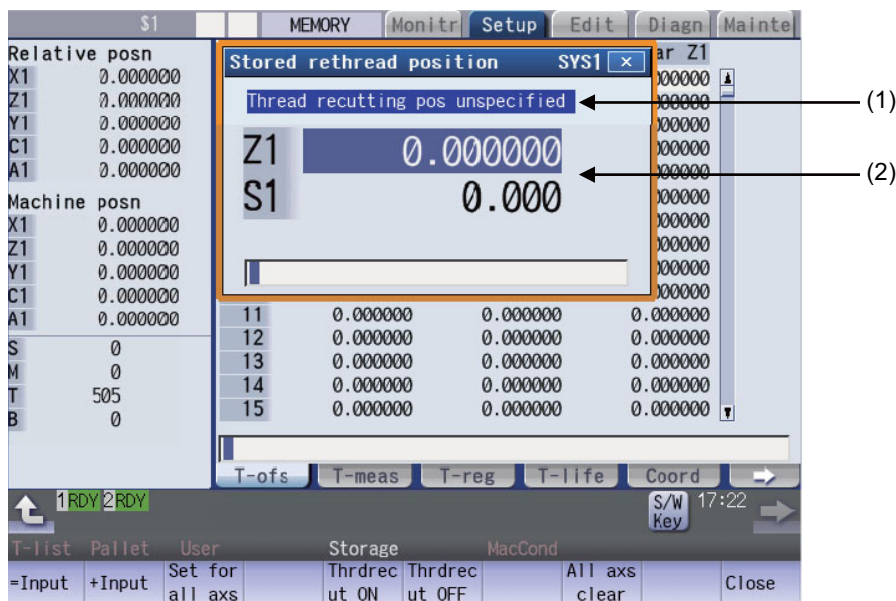 S1 MEMORY Monitr Setup Edit Diagn Mainte
Relative posn
X1 0.000000
Z1 0.000000
Y1 0.000000
C1 0.000000
A1 0.000000
Machine posn
X1 0.000000
Z1 0.000000
Y1 0.000000
C1 0.000000
A1 0.000000
S 0
M 0
T 505
B 0
Stored rethread position SYS1 ×
Thread recutting pos unspecified
Z1 0.000000
S1 0.000
(1)
(2)
ar Z1
11 0.000000 0.000000 0.000000
12 0.000000 0.000000 0.000000
13 0.000000 0.000000 0.000000
14 0.000000 0.000000 0.000000
15 0.000000 0.000000 0.000000
T-ofs T-meas T-reg T-life Coord
1RDY 2RDY
S/W Key 17:22
T-list Pallet User Storage MacCond
=Input +Input Set for all axs Thrdrec ut ON Thrdrec ut OFF All axs clear Close